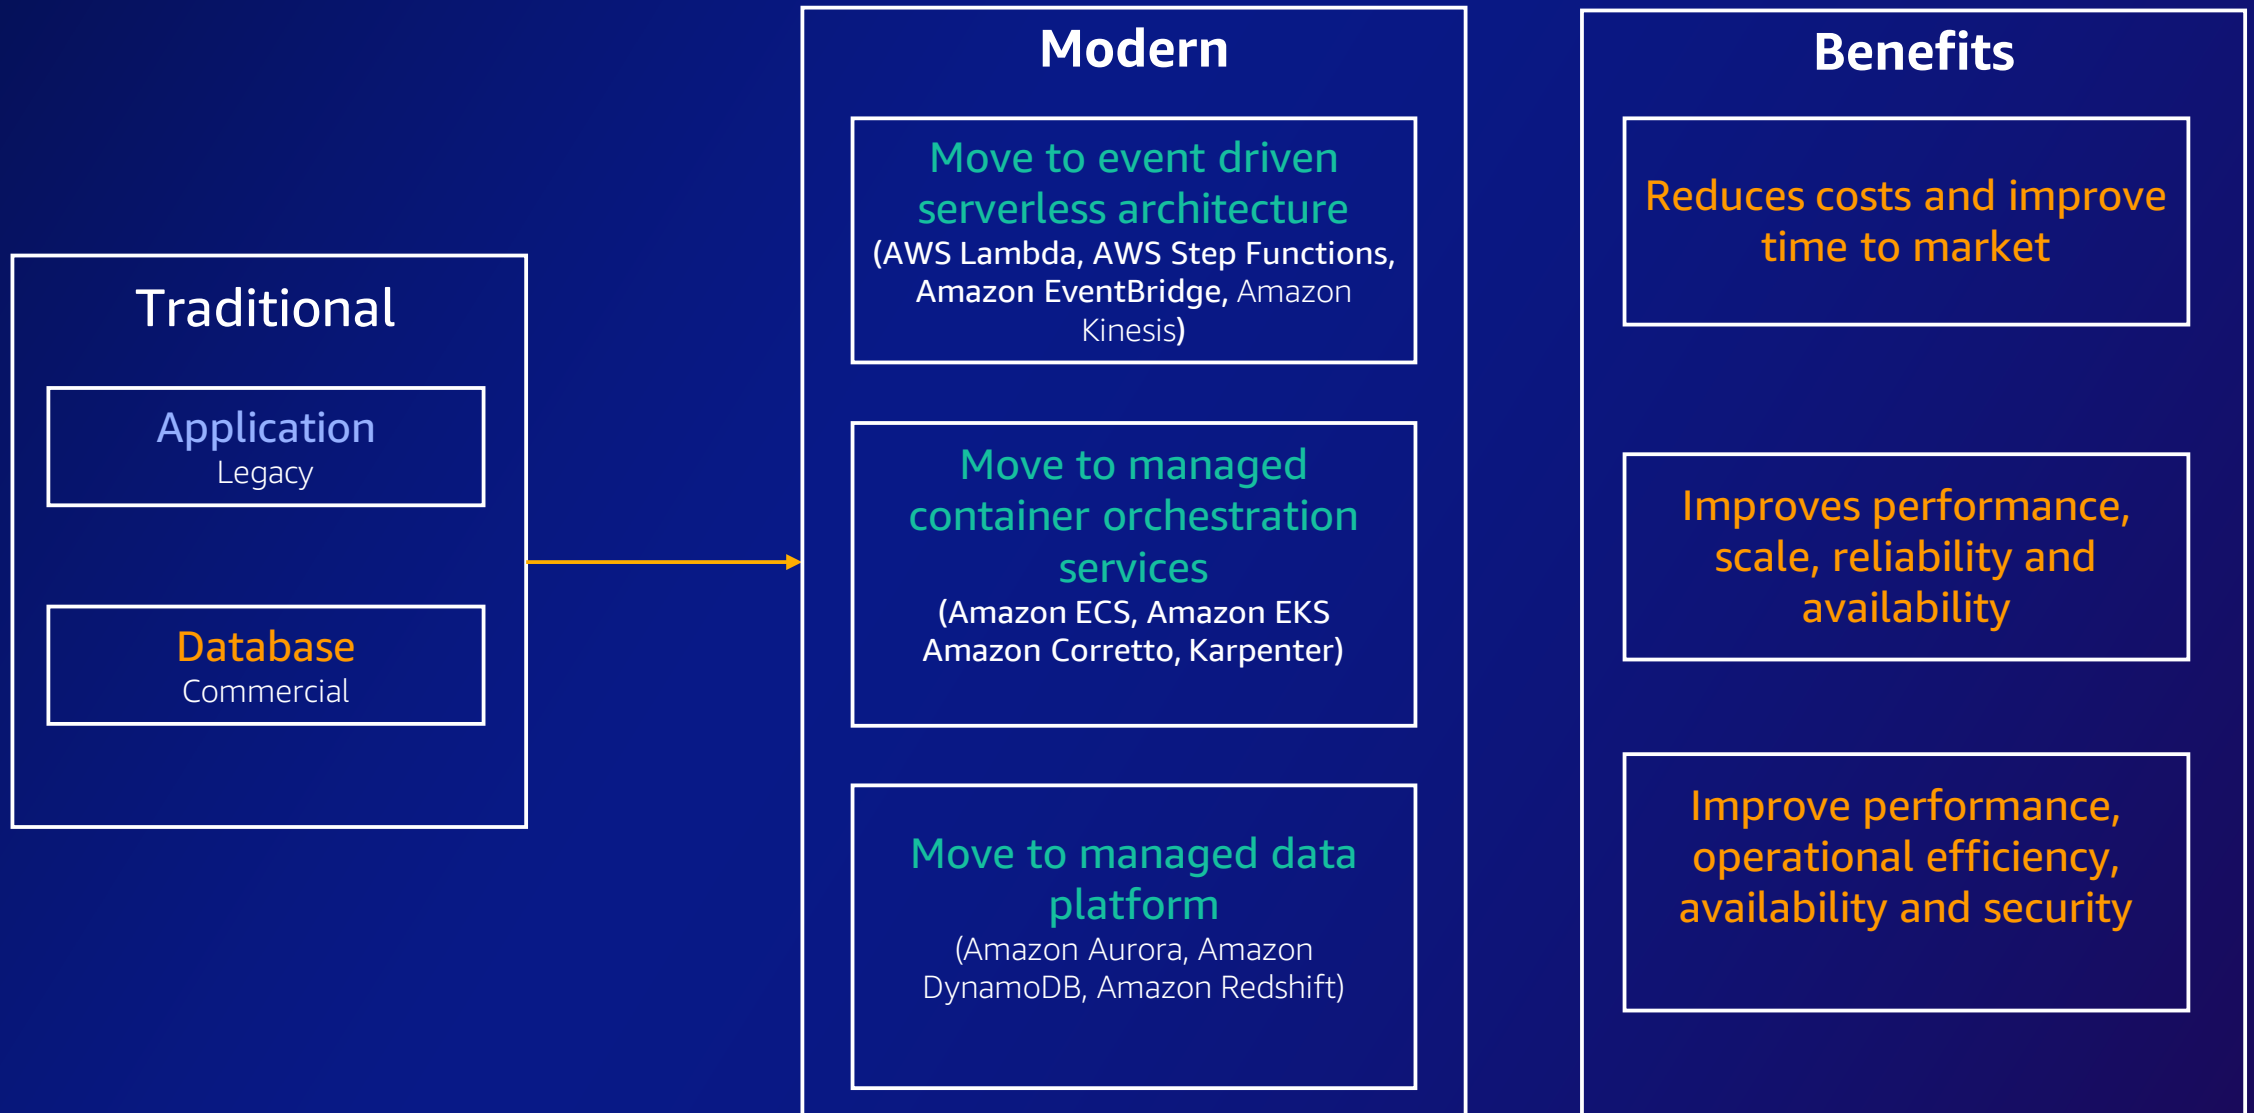 Traditional
Application
Legacy
Database
Commercial
Modern
Move to event driven
serverless architecture
(AWS Lambda, AWS Step Functions,
Amazon EventBridge, Amazon
Kinesis)
Move to managed
container orchestration
services
(Amazon ECS, Amazon EKS
Amazon Corretto, Karpenter)
Move to managed data
platform
(Amazon Aurora, Amazon
DynamoDB, Amazon Redshift)
Benefits
Reduces costs and improve
time to market
Improves performance,
scale, reliability and
availability
Improve performance,
operational efficiency,
availability and security